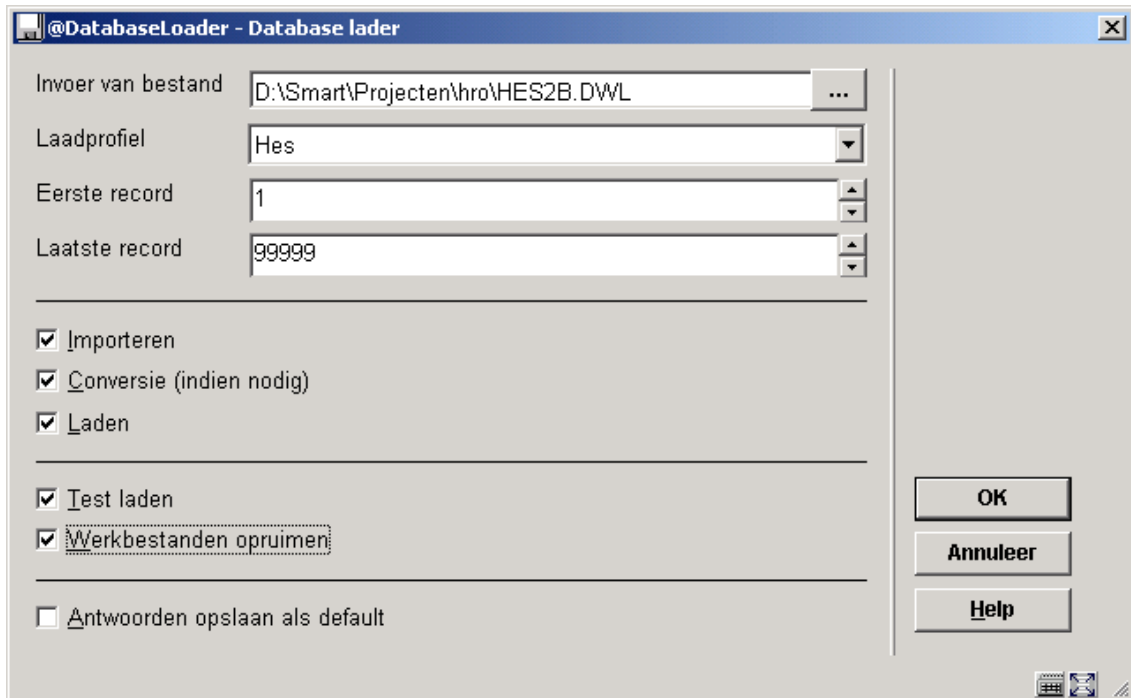 @DatabaseLoader - Database lader
Invoer van bestand D:\Smart\Projecten\hro\HES2B.DWL ...
Laadprofiel Hes
Eerste record 1
Laatste record 99999
Importeren
Conversie (indien nodig)
Laden
Test laden
Werkbestanden opruimen
Antwoorden opslaan als default
OK
Annuleer
Help